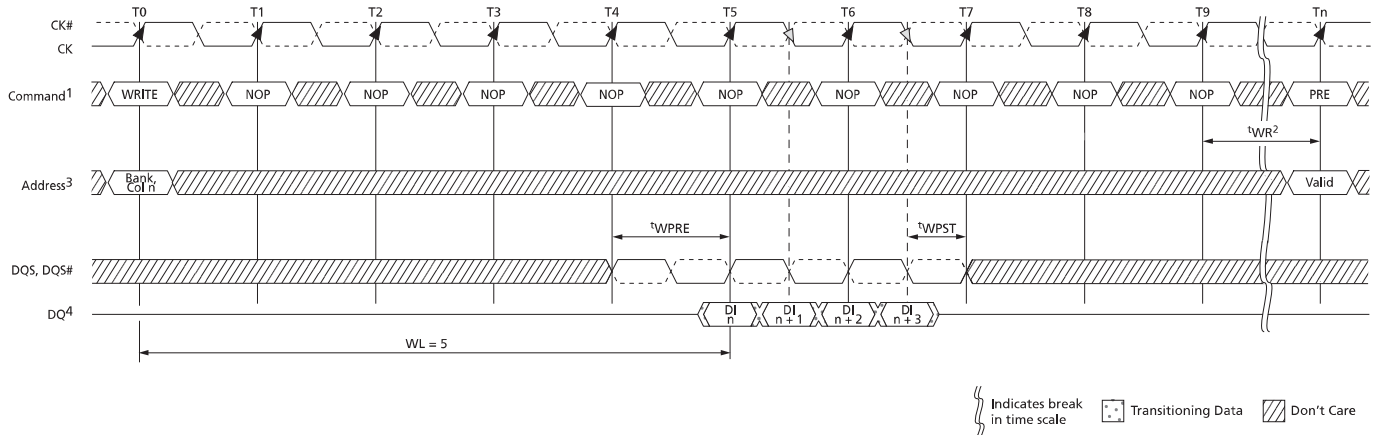 T0 T1 T2 T3 T4 T5 T6 T7 T8 T9 Tn
CK#
CK
Command1 WRITE NOP NOP NOP NOP NOP NOP NOP NOP NOP PRE
tWR2
Address3 Bank, Col n Valid
tWPRE tWPST
DQS, DQS#
DQ4 DI n DI n + 1 DI n + 2 DI n + 3
WL = 5
Indicates break in time scale
Transitioning Data
Don't Care